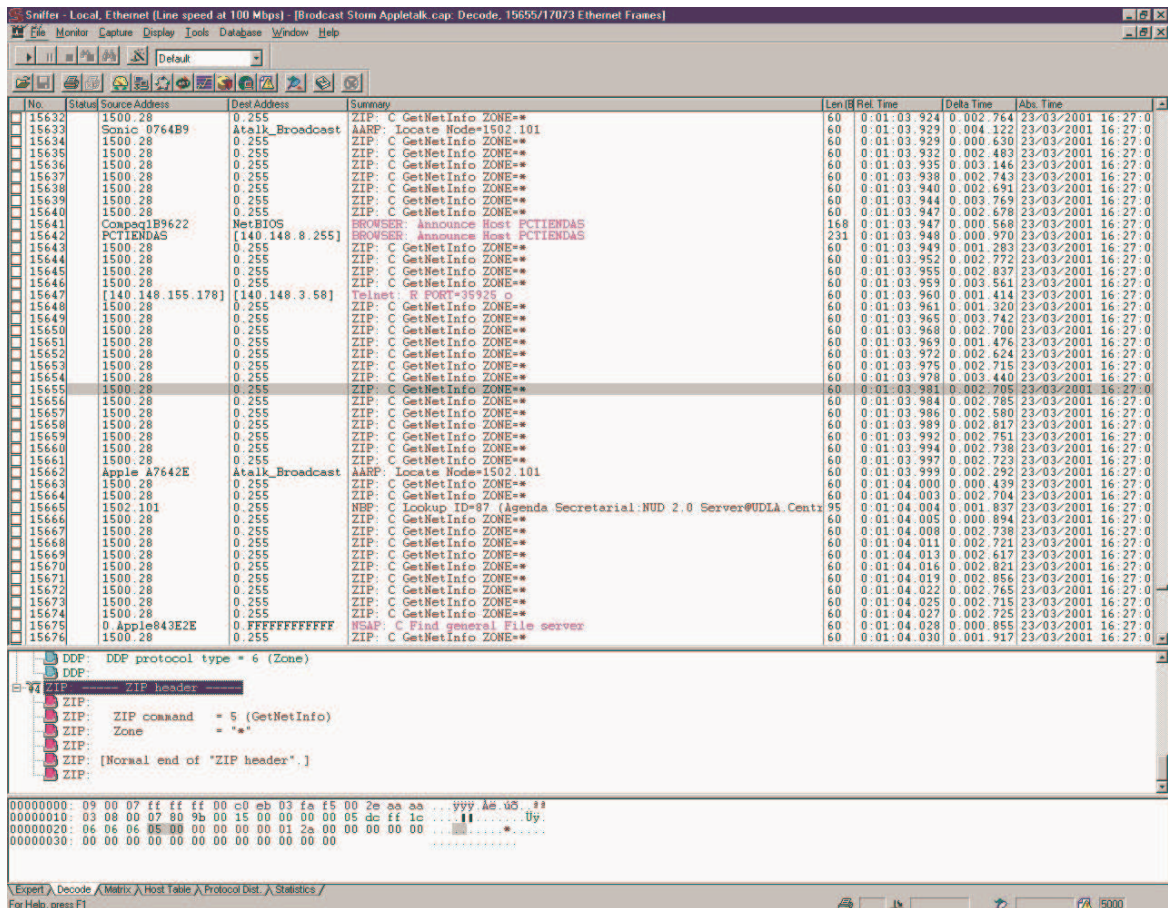 Sniffer - Local, Ethernet (Line speed at 100 Mbps) - [Brodcast Storm Appletalk.cap: Decode, 15655/17073 Ethernet Frames]
File Monitor Capture Display Tools Database Window Help
Default
No. Status Source Address Dest Address Summary Len (B Rel. Time Delta Time Abs. Time
15632 1500.28 0.255 ZIP: C GetNetInfo ZONE=* 60 0:01:03.924 0.002.764 23/03/2001 16:27:0
15633 Sonic 0764B9 Atalk_Broadcast AARP: Locate Node=1502.101 60 0:01:03.929 0.004.122 23/03/2001 16:27:0
15634 1500.28 0.255 ZIP: C GetNetInfo ZONE=* 60 0:01:03.929 0.000.630 23/03/2001 16:27:0
15635 1500.28 0.255 ZIP: C GetNetInfo ZONE=* 60 0:01:03.932 0.002.483 23/03/2001 16:27:0
15636 1500.28 0.255 ZIP: C GetNetInfo ZONE=* 60 0:01:03.935 0.003.146 23/03/2001 16:27:0
15637 1500.28 0.255 ZIP: C GetNetInfo ZONE=* 60 0:01:03.938 0.002.743 23/03/2001 16:27:0
15638 1500.28 0.255 ZIP: C GetNetInfo ZONE=* 60 0:01:03.940 0.002.691 23/03/2001 16:27:0
15639 1500.28 0.255 ZIP: C GetNetInfo ZONE=* 60 0:01:03.944 0.003.769 23/03/2001 16:27:0
15640 1500.28 0.255 ZIP: C GetNetInfo ZONE=* 60 0:01:03.947 0.002.678 23/03/2001 16:27:0
15641 Compaq1B9622 NetBIOS BROWSER: Announce Host PCTIENDAS 168 0:01:03.947 0.000.568 23/03/2001 16:27:0
15642 PCTIENDAS [140.148.8.255] BROWSER: Announce Host PCTIENDAS 231 0:01:03.948 0.000.970 23/03/2001 16:27:0
15643 1500.28 0.255 ZIP: C GetNetInfo ZONE=* 60 0:01:03.949 0.001.283 23/03/2001 16:27:0
15644 1500.28 0.255 ZIP: C GetNetInfo ZONE=* 60 0:01:03.952 0.002.772 23/03/2001 16:27:0
15645 1500.28 0.255 ZIP: C GetNetInfo ZONE=* 60 0:01:03.955 0.002.837 23/03/2001 16:27:0
15646 1500.28 0.255 ZIP: C GetNetInfo ZONE=* 60 0:01:03.959 0.003.561 23/03/2001 16:27:0
15647 [140.148.155.178] [140.148.3.58] Telnet: R PORT=35925 o 60 0:01:03.960 0.001.414 23/03/2001 16:27:0
15648 1500.28 0.255 ZIP: C GetNetInfo ZONE=* 60 0:01:03.961 0.001.320 23/03/2001 16:27:0
15649 1500.28 0.255 ZIP: C GetNetInfo ZONE=* 60 0:01:03.965 0.003.742 23/03/2001 16:27:0
15650 1500.28 0.255 ZIP: C GetNetInfo ZONE=* 60 0:01:03.968 0.002.700 23/03/2001 16:27:0
15651 1500.28 0.255 ZIP: C GetNetInfo ZONE=* 60 0:01:03.969 0.001.476 23/03/2001 16:27:0
15652 1500.28 0.255 ZIP: C GetNetInfo ZONE=* 60 0:01:03.972 0.002.624 23/03/2001 16:27:0
15653 1500.28 0.255 ZIP: C GetNetInfo ZONE=* 60 0:01:03.975 0.002.715 23/03/2001 16:27:0
15654 1500.28 0.255 ZIP: C GetNetInfo ZONE=* 60 0:01:03.978 0.003.440 23/03/2001 16:27:0
15655 1500.28 0.255 ZIP: C GetNetInfo ZONE=* 60 0:01:03.981 0.002.705 23/03/2001 16:27:0
15656 1500.28 0.255 ZIP: C GetNetInfo ZONE=* 60 0:01:03.984 0.002.785 23/03/2001 16:27:0
15657 1500.28 0.255 ZIP: C GetNetInfo ZONE=* 60 0:01:03.986 0.002.580 23/03/2001 16:27:0
15658 1500.28 0.255 ZIP: C GetNetInfo ZONE=* 60 0:01:03.989 0.002.817 23/03/2001 16:27:0
15659 1500.28 0.255 ZIP: C GetNetInfo ZONE=* 60 0:01:03.992 0.002.751 23/03/2001 16:27:0
15660 1500.28 0.255 ZIP: C GetNetInfo ZONE=* 60 0:01:03.994 0.002.738 23/03/2001 16:27:0
15661 1500.28 0.255 ZIP: C GetNetInfo ZONE=* 60 0:01:03.997 0.002.723 23/03/2001 16:27:0
15662 Apple A7642E Atalk_Broadcast AARP: Locate Node=1502.101 60 0:01:03.999 0.002.292 23/03/2001 16:27:0
15663 1500.28 0.255 ZIP: C GetNetInfo ZONE=* 60 0:01:04.000 0.000.439 23/03/2001 16:27:0
15664 1500.28 0.255 ZIP: C GetNetInfo ZONE=* 60 0:01:04.003 0.002.704 23/03/2001 16:27:0
15665 1502.101 0.255 NBP: C Lookup ID=87 (Agenda Secretarial:NUD 2.0 Server@UDLA.Centr 95 0:01:04.004 0.001.837 23/03/2001 16:27:0
15666 1500.28 0.255 ZIP: C GetNetInfo ZONE=* 60 0:01:04.005 0.000.894 23/03/2001 16:27:0
15667 1500.28 0.255 ZIP: C GetNetInfo ZONE=* 60 0:01:04.008 0.002.738 23/03/2001 16:27:0
15668 1500.28 0.255 ZIP: C GetNetInfo ZONE=* 60 0:01:04.011 0.002.721 23/03/2001 16:27:0
15669 1500.28 0.255 ZIP: C GetNetInfo ZONE=* 60 0:01:04.013 0.002.617 23/03/2001 16:27:0
15670 1500.28 0.255 ZIP: C GetNetInfo ZONE=* 60 0:01:04.016 0.002.821 23/03/2001 16:27:0
15671 1500.28 0.255 ZIP: C GetNetInfo ZONE=* 60 0:01:04.019 0.002.856 23/03/2001 16:27:0
15672 1500.28 0.255 ZIP: C GetNetInfo ZONE=* 60 0:01:04.022 0.002.765 23/03/2001 16:27:0
15673 1500.28 0.255 ZIP: C GetNetInfo ZONE=* 60 0:01:04.025 0.002.715 23/03/2001 16:27:0
15674 1500.28 0.255 ZIP: C GetNetInfo ZONE=* 60 0:01:04.027 0.002.725 23/03/2001 16:27:0
15675 0.Apple843E2E 0.FFFFFFFFFFFF NSAP: C Find general File server 60 0:01:04.028 0.000.855 23/03/2001 16:27:0
15676 1500.28 0.255 ZIP: C GetNetInfo ZONE=* 60 0:01:04.030 0.001.917 23/03/2001 16:27:0
DDP: DDP protocol type = 6 (Zone)
DDP:
ZIP: ----- ZIP header -----
ZIP:
ZIP: ZIP command = 5 (GetNetInfo)
ZIP: Zone = "*"
ZIP:
ZIP: [Normal end of "ZIP header".]
ZIP:
00000000: 09 00 07 ff ff ff 00 c0 eb 03 fa f5 00 2e aa aa ...ÿÿÿ.Àë.úõ..ªª
00000010: 03 08 00 07 80 9b 00 15 00 00 00 00 05 dc ff 1c .............Üÿ.
00000020: 06 06 06 05 00 00 00 00 01 2a 00 00 00 00 00 .........*.....
00000030: 00 00 00 00 00 00 00 00 00 00 00 00 ............
Expert Decode Matrix Host Table Protocol Dist. Statistics
For Help, press F1 5000